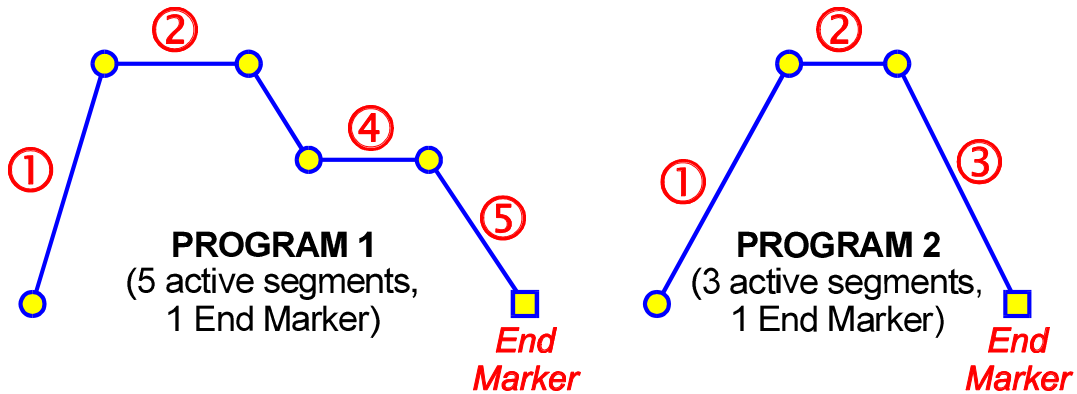 ②
②
①
④
①
③
⑤
PROGRAM 1
(5 active segments,
1 End Marker)
PROGRAM 2
(3 active segments,
1 End Marker)
End
Marker
End
Marker